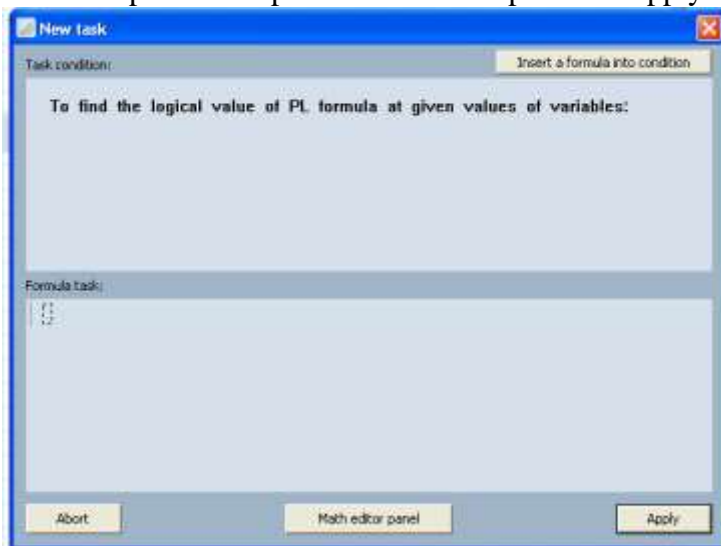 New task
Task condition:
Insert a formula into condition
To find the logical value of PL formula at given values of variables:
Formula task:
Abort
Math editor panel
Apply